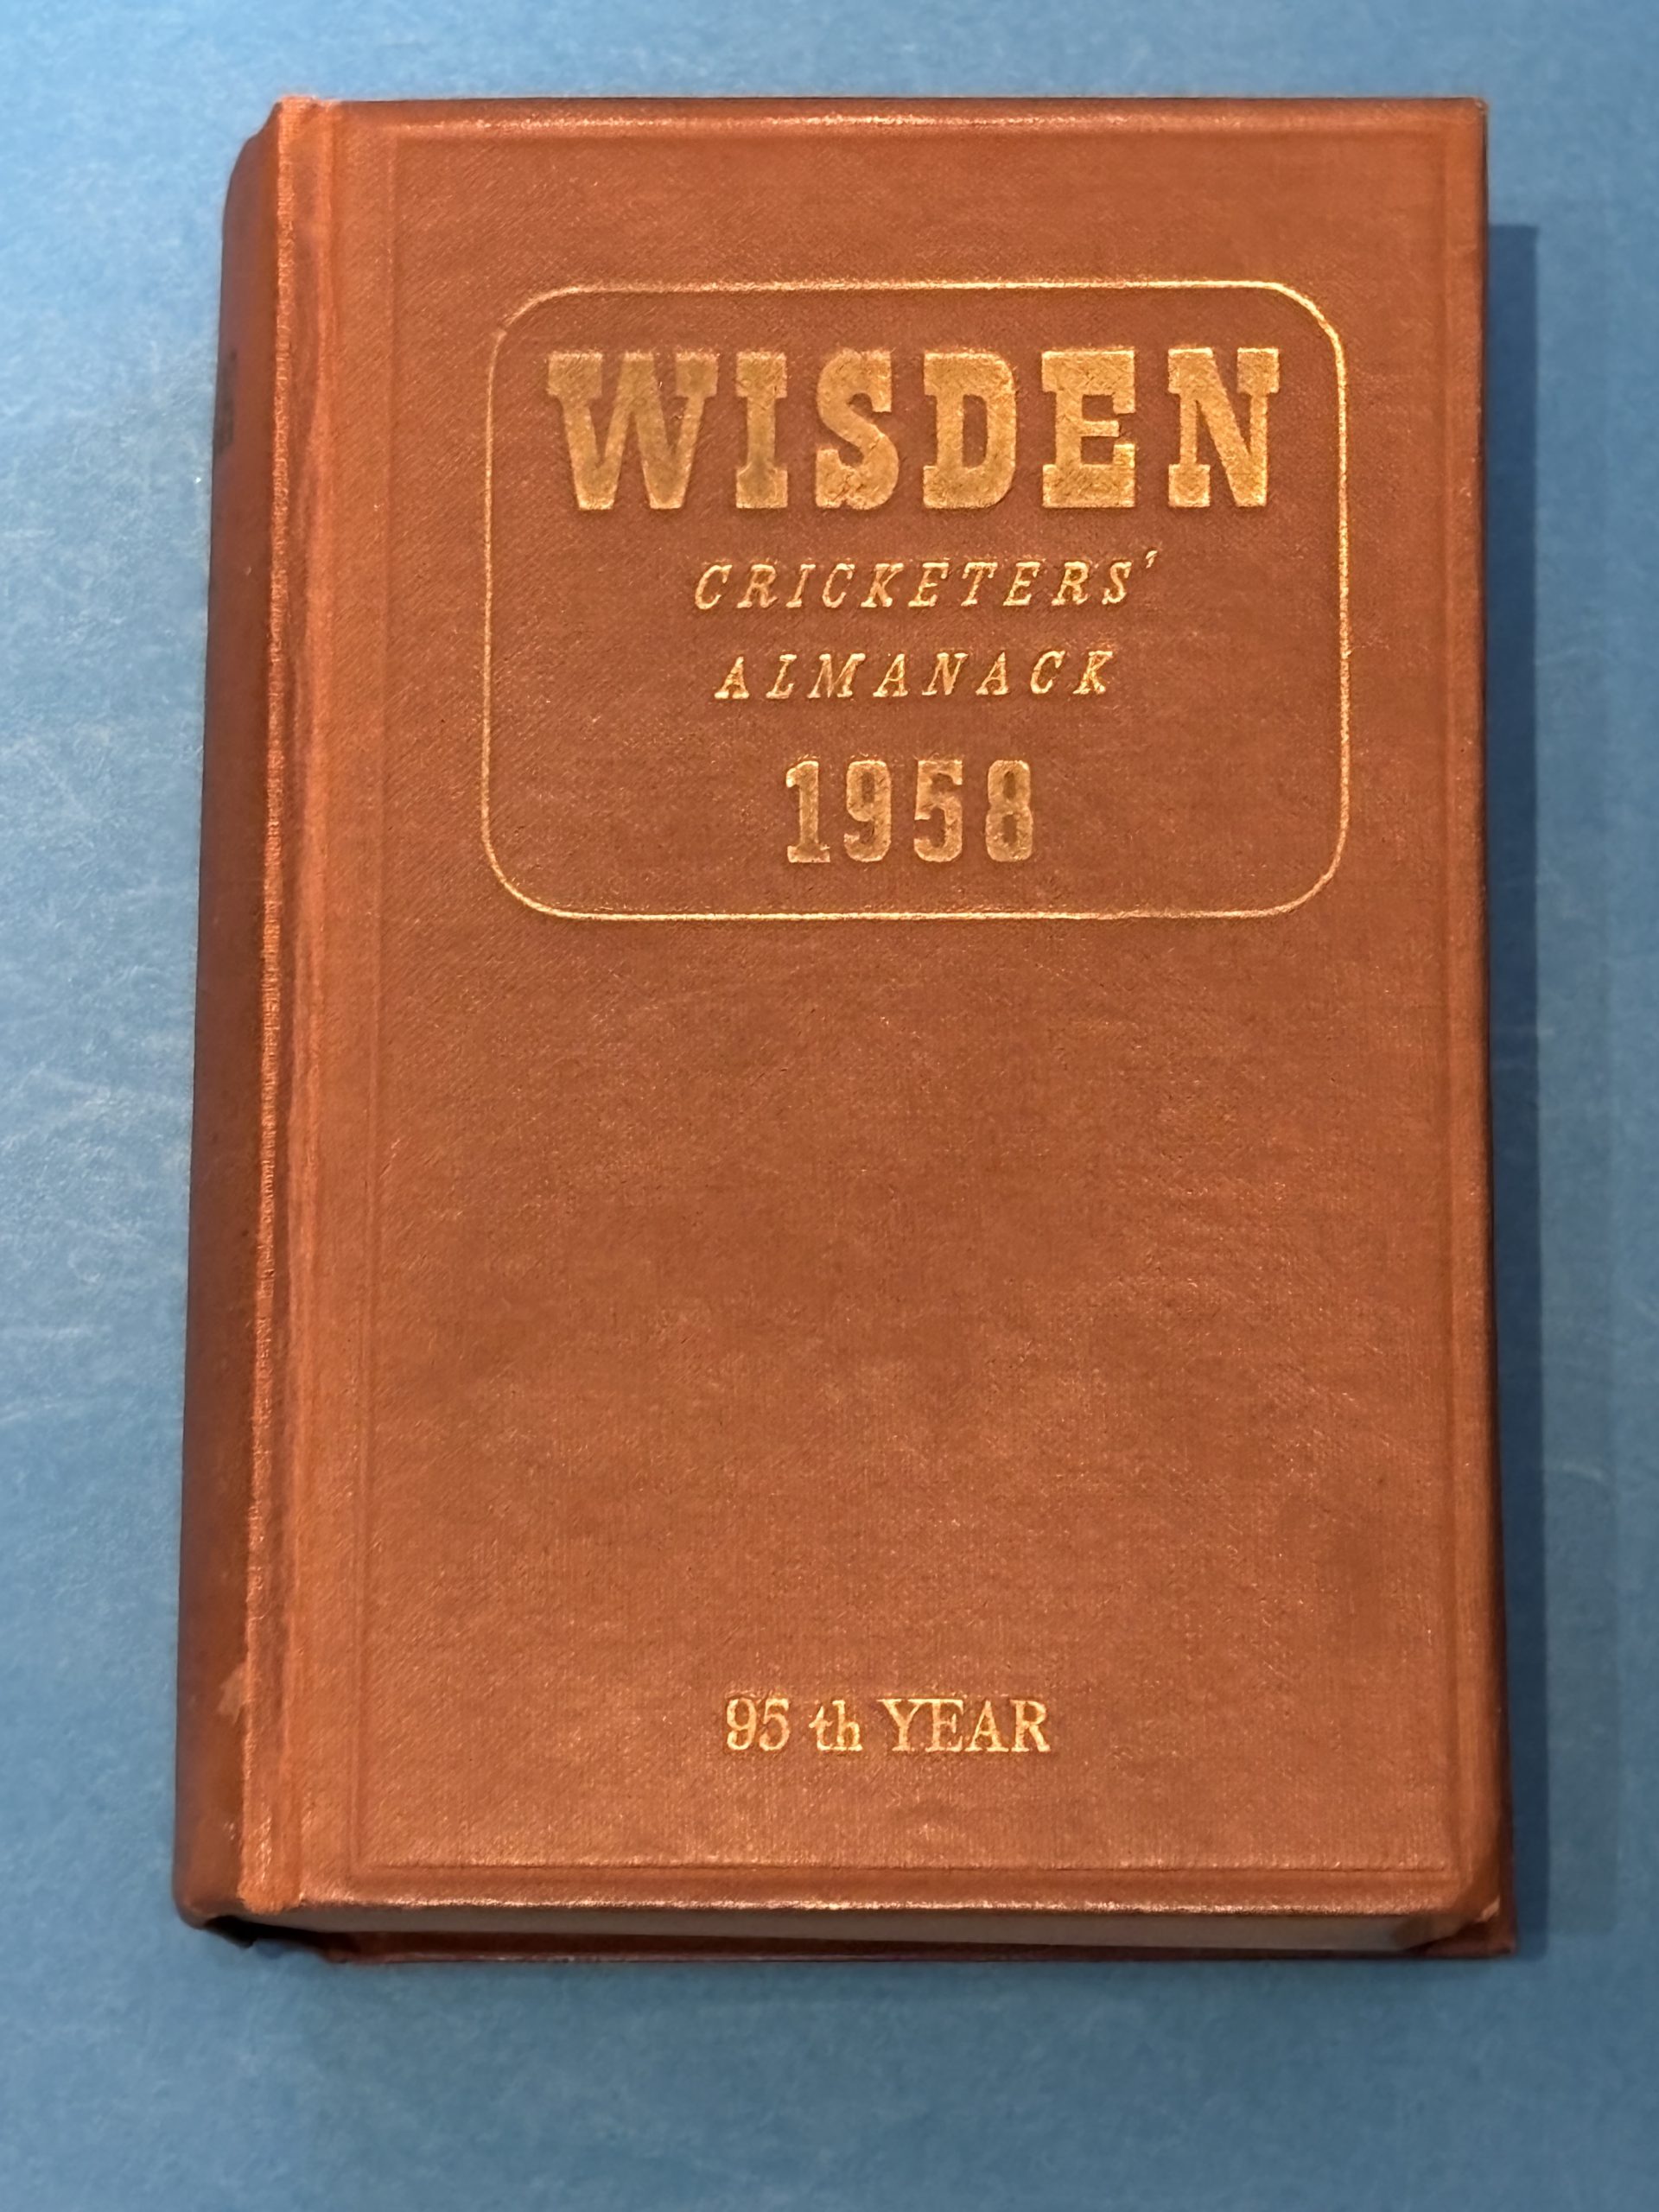 WISDEN
CRICKETERS'
ALMANACK
1958
95 th YEAR